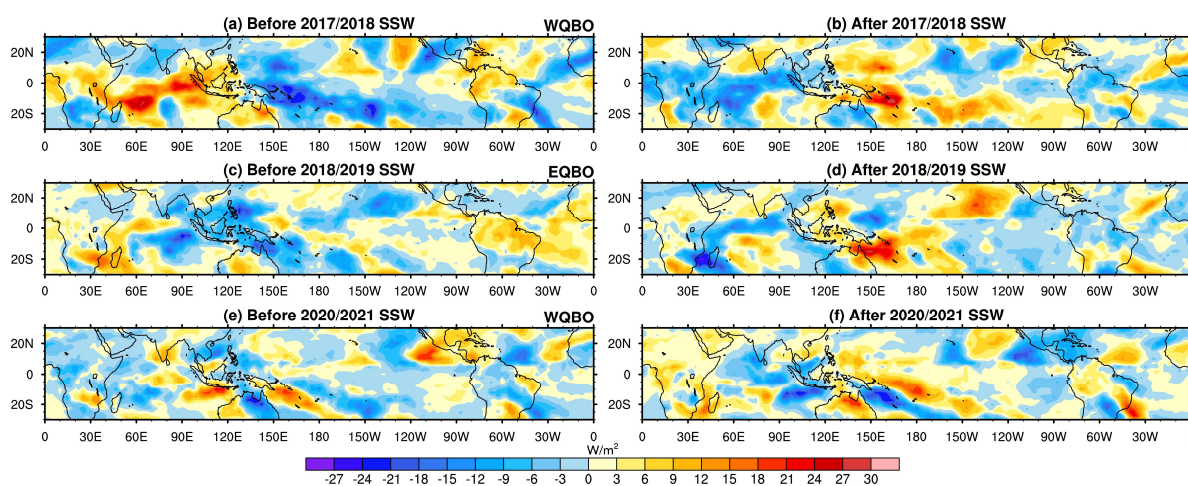 (a) Before 2017/2018 SSW WQBO
20N
0
20S
0 30E 60E 90E 120E 150E 180 150W 120W 90W 60W 30W 0
(b) After 2017/2018 SSW
20N
0
20S
0 30E 60E 90E 120E 150E 180 150W 120W 90W 60W 30W
(c) Before 2018/2019 SSW EQBO
20N
0
20S
0 30E 60E 90E 120E 150E 180 150W 120W 90W 60W 30W 0
(d) After 2018/2019 SSW
20N
0
20S
0 30E 60E 90E 120E 150E 180 150W 120W 90W 60W 30W
(e) Before 2020/2021 SSW WQBO
20N
0
20S
0 30E 60E 90E 120E 150E 180 150W 120W 90W 60W 30W 0
(f) After 2020/2021 SSW
20N
0
20S
0 30E 60E 90E 120E 150E 180 150W 120W 90W 60W 30W
W/m²
-27 -24 -21 -18 -15 -12 -9 -6 -3 0 3 6 9 12 15 18 21 24 27 30